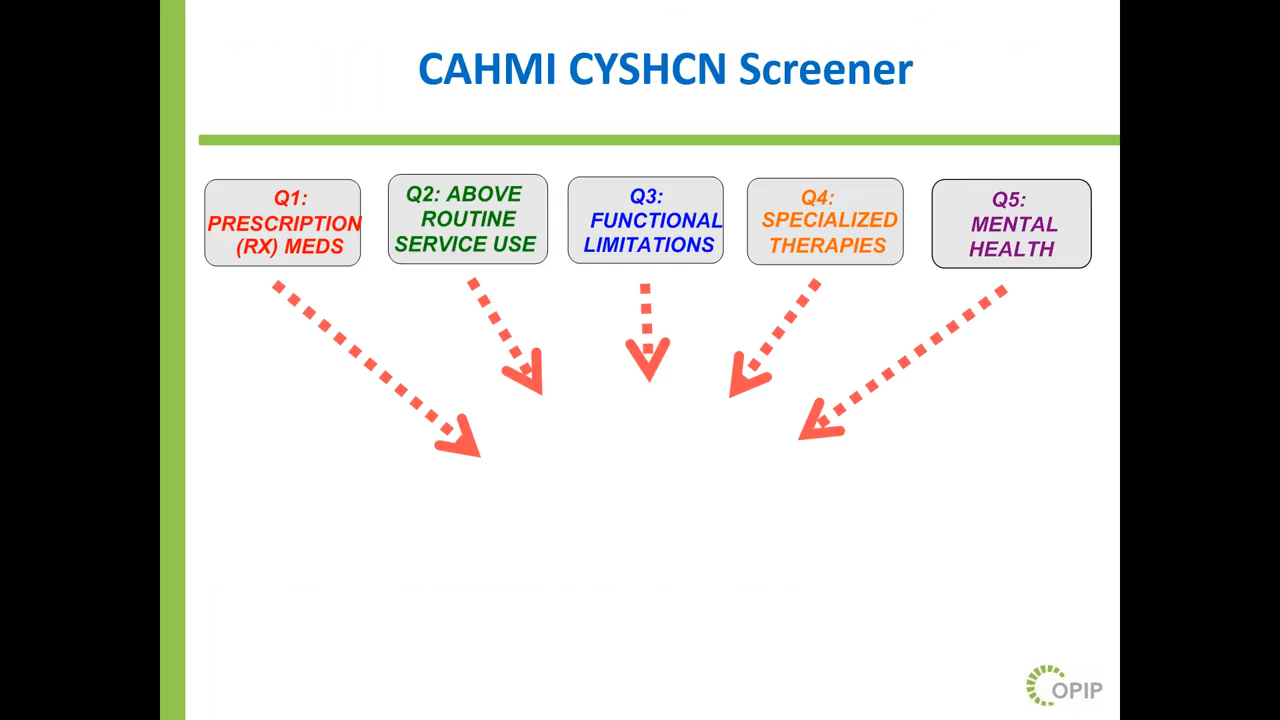 CAHMI CYSHCN Screener
Q1:
PRESCRIPTION
(RX) MEDS
Q2: ABOVE
ROUTINE
SERVICE USE
Q3:
FUNCTIONAL
LIMITATIONS
Q4:
SPECIALIZED
THERAPIES
Q5:
MENTAL
HEALTH
OPIP